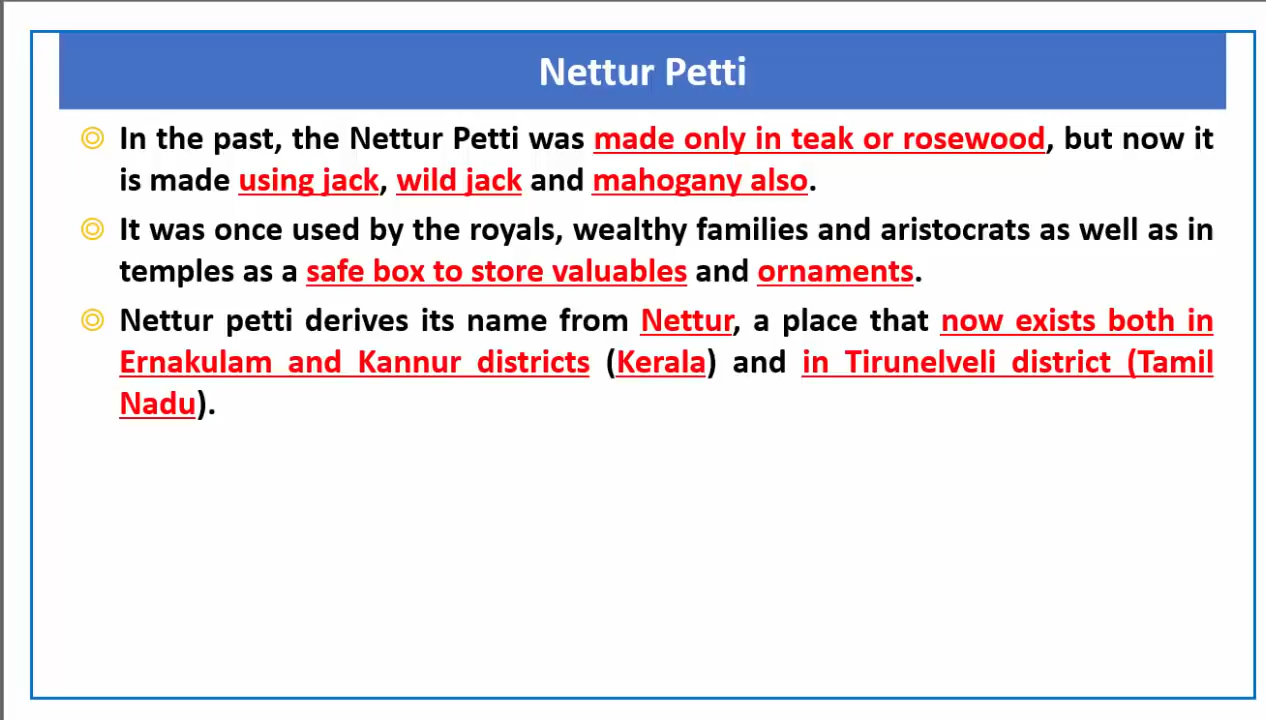 Nettur Petti
In the past, the Nettur Petti was made only in teak or rosewood, but now it
is made using jack, wild jack and mahogany also.
It was once used by the royals, wealthy families and aristocrats as well as in
temples as a safe box to store valuables and ornaments.
Nettur petti derives its name from Nettur, a place that now exists both in
Ernakulam and Kannur districts (Kerala) and in Tirunelveli district (Tamil
Nadu).